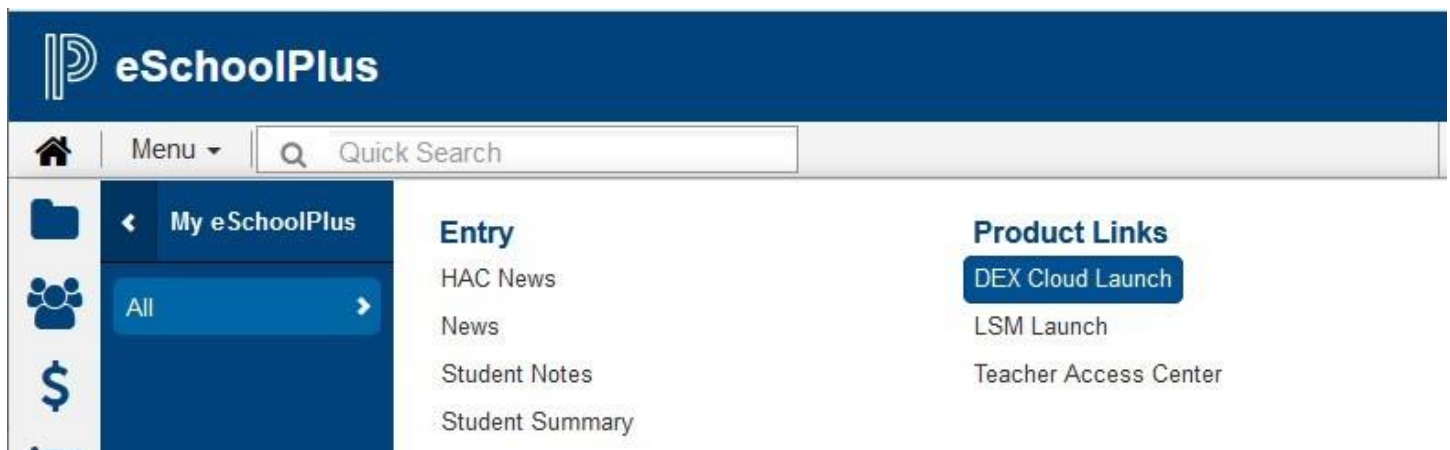 eSchoolPlus
Menu
Quick Search
My eSchoolPlus
All
Entry
HAC News
News
Student Notes
Student Summary
Product Links
DEX Cloud Launch
LSM Launch
Teacher Access Center